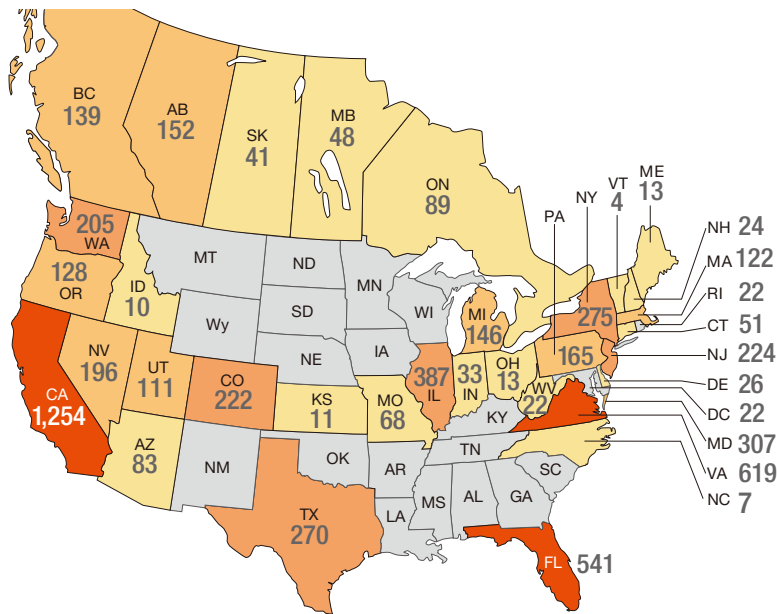 BC
139
AB
152
SK
41
MB
48
ON
89
PA
NY
VT
4
ME
13
NH 24
MA 122
RI 22
CT 51
NJ 224
DE 26
DC 22
MD 307
VA 619
NC 7
205
WA
128
OR
ID
10
MT
ND
MN
WI
MI
146
275
165
Wy
SD
NE
IA
CA
1,254
NV
196
UT
111
CO
222
KS
11
MO
68
387
IL
33
IN
OH
13
WV
22
KY
AZ
83
NM
OK
AR
TN
SC
TX
270
LA
MS
AL
GA
FL 541